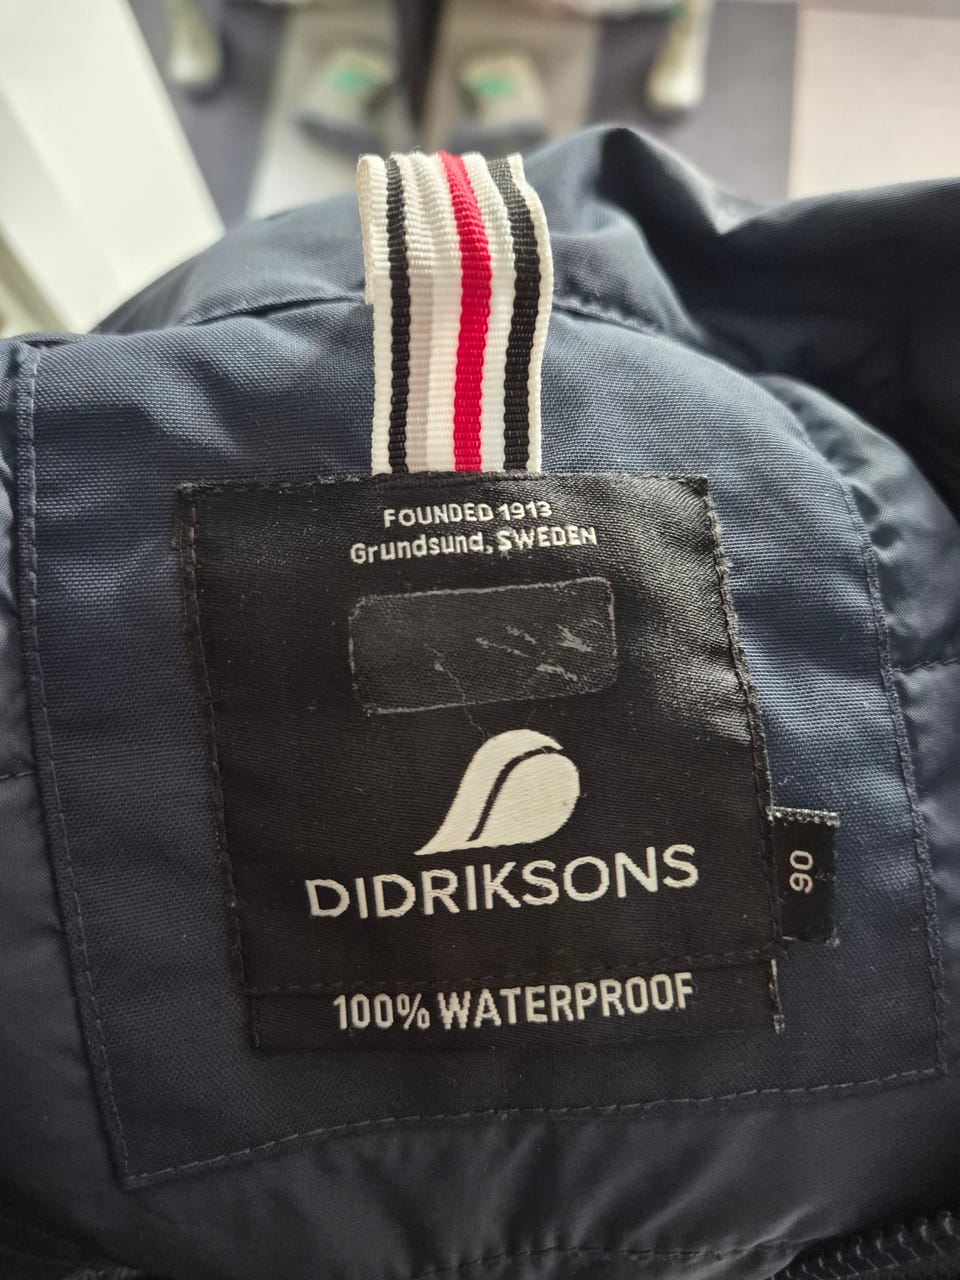 FOUNDED 1913
Grundsund, SWEDEN
DIDRIKSONS
90
100% WATERPROOF